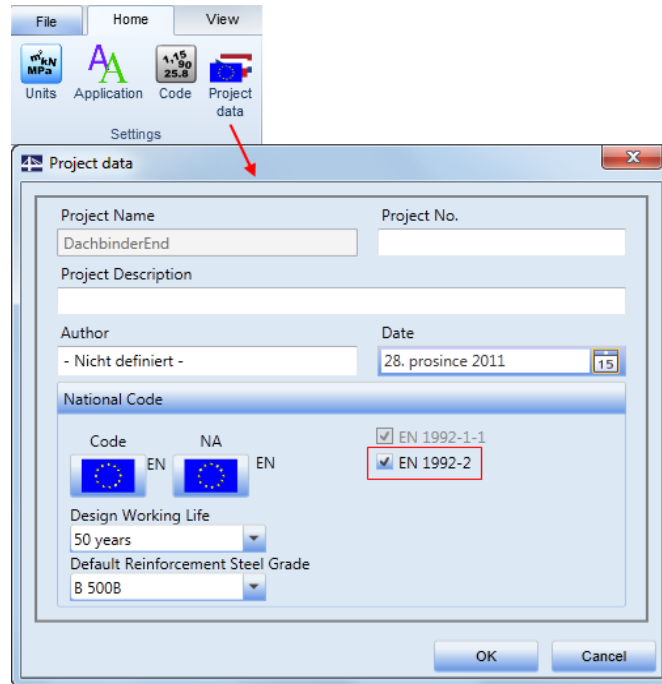 File Home View
m² kN
MPa
1,15
90
25.8
Units Application Code Project
data
Settings
Project data
Project Name Project No.
DachbinderEnd
Project Description
Author Date
- Nicht definiert - 28. prosince 2011 15
National Code
Code NA EN 1992-1-1
EN EN EN 1992-2
Design Working Life
50 years
Default Reinforcement Steel Grade
B 500B
OK Cancel